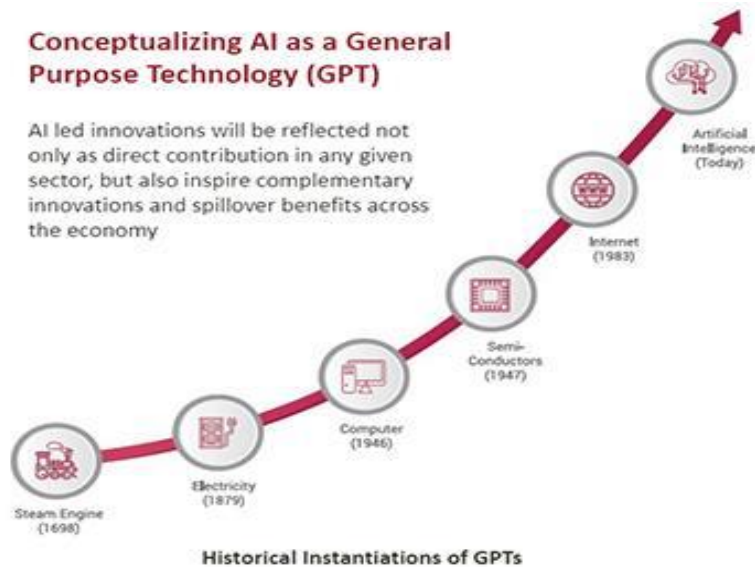 Conceptualizing AI as a General
Purpose Technology (GPT)
AI led innovations will be reflected not
only as direct contribution in any given
sector, but also inspire complementary
innovations and spillover benefits across
the economy
Artificial
Intelligence
(Today)
WWW
Internet
(1983)
Semi-
Conductors
(1947)
Computer
(1946)
Electricity
(1879)
Steam Engine
(1698)
Historical Instantiations of GPTs